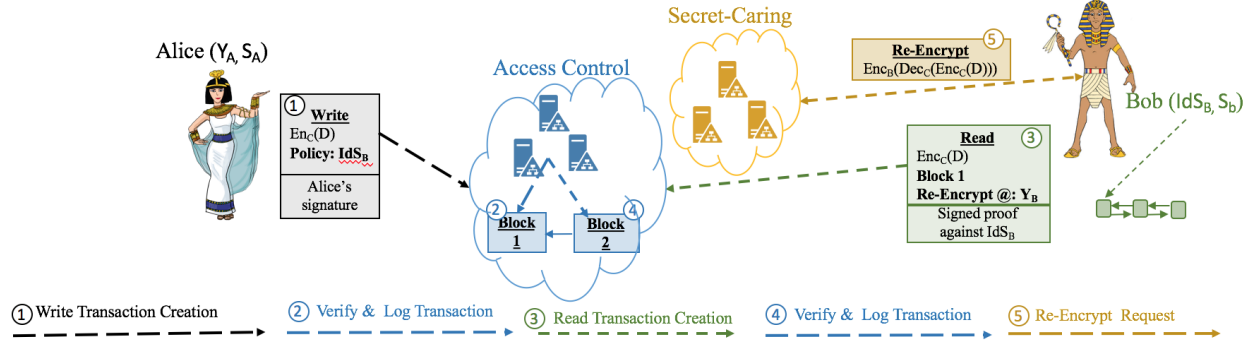 Secret-Caring
Alice (Y_A, S_A)
Access Control
① Write
En_C(D)
Policy: IdS_B
Alice's
signature
⑤
Re-Encrypt
Enc_B(Dec_C(Enc_C(D)))
Bob (IdS_B, S_b)
Read ③
Enc_C(D)
Block 1
Re-Encrypt @: Y_B
Signed proof
against IdS_B
②
Block
1
④
Block
2
① Write Transaction Creation
② Verify & Log Transaction
③ Read Transaction Creation
④ Verify & Log Transaction
⑤ Re-Encrypt Request